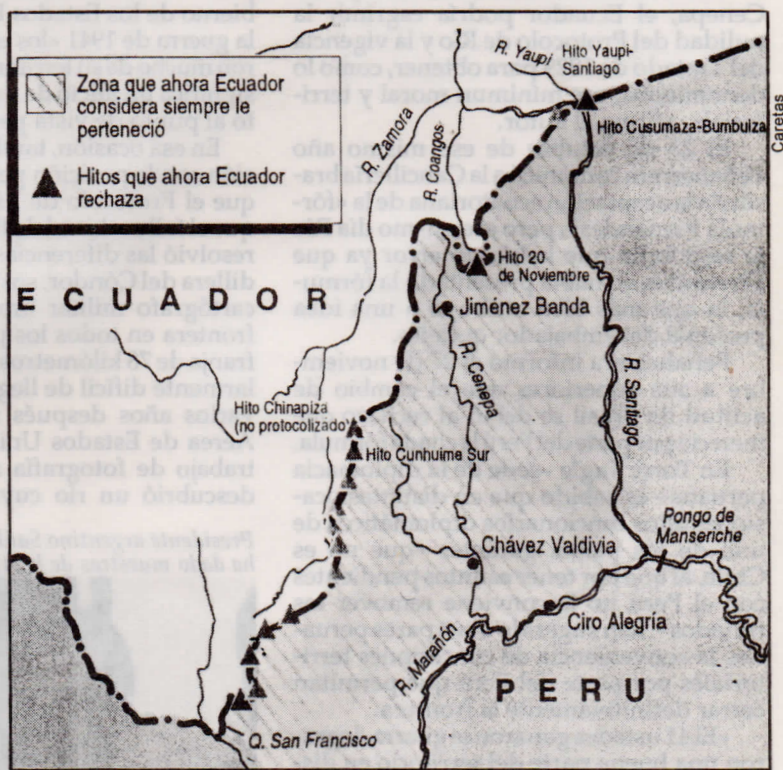 Zona que ahora Ecuador
considera siempre le
perteneció
Hitos que ahora Ecuador
rechaza
R. Yaupi
Hito Yaupi-
Santiago
Hito Cusumaza-Bumbuiza
Caretas
R. Zamora
R. Coangos
Hito 20
de Noviembre
ECUADOR
Jiménez Banda
R. Cenepa
R. Santiago
Hito Chinapiza
(no protocolizado)
Hito Cunhuime Sur
Pongo de
Manseriche
Chávez Valdivia
Ciro Alegría
R. Marañón
PERU
Q. San Francisco